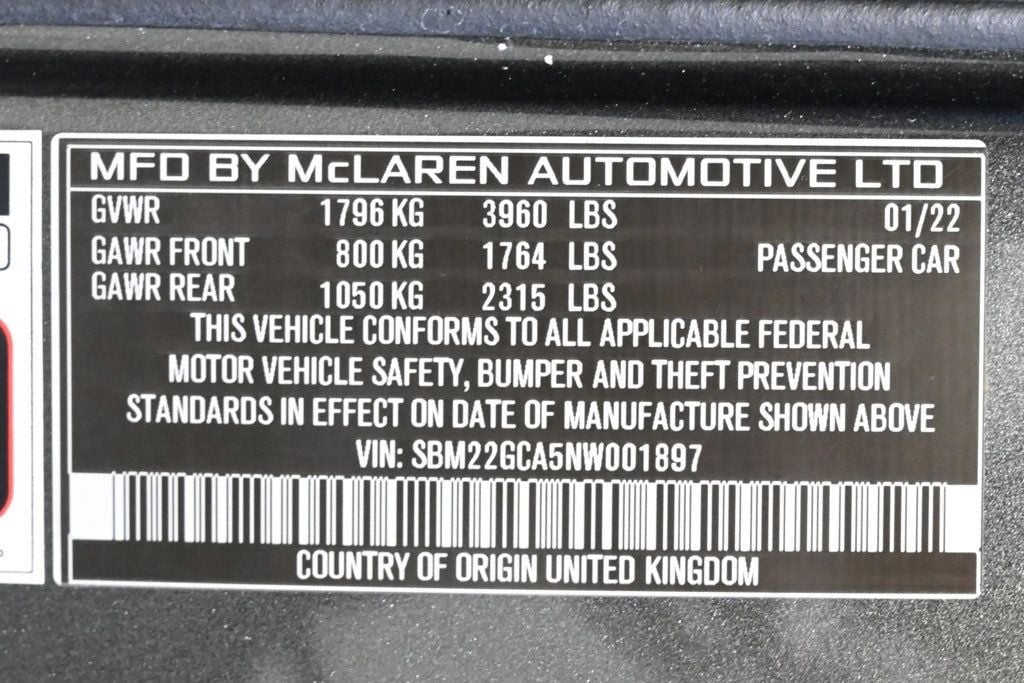 MFD BY McLAREN AUTOMOTIVE LTD
GVWR 1796 KG 3960 LBS 01/22
GAWR FRONT 800 KG 1764 LBS PASSENGER CAR
GAWR REAR 1050 KG 2315 LBS
THIS VEHICLE CONFORMS TO ALL APPLICABLE FEDERAL
MOTOR VEHICLE SAFETY, BUMPER AND THEFT PREVENTION
STANDARDS IN EFFECT ON DATE OF MANUFACTURE SHOWN ABOVE
VIN: SBM22GCA5NW001897
COUNTRY OF ORIGIN UNITED KINGDOM